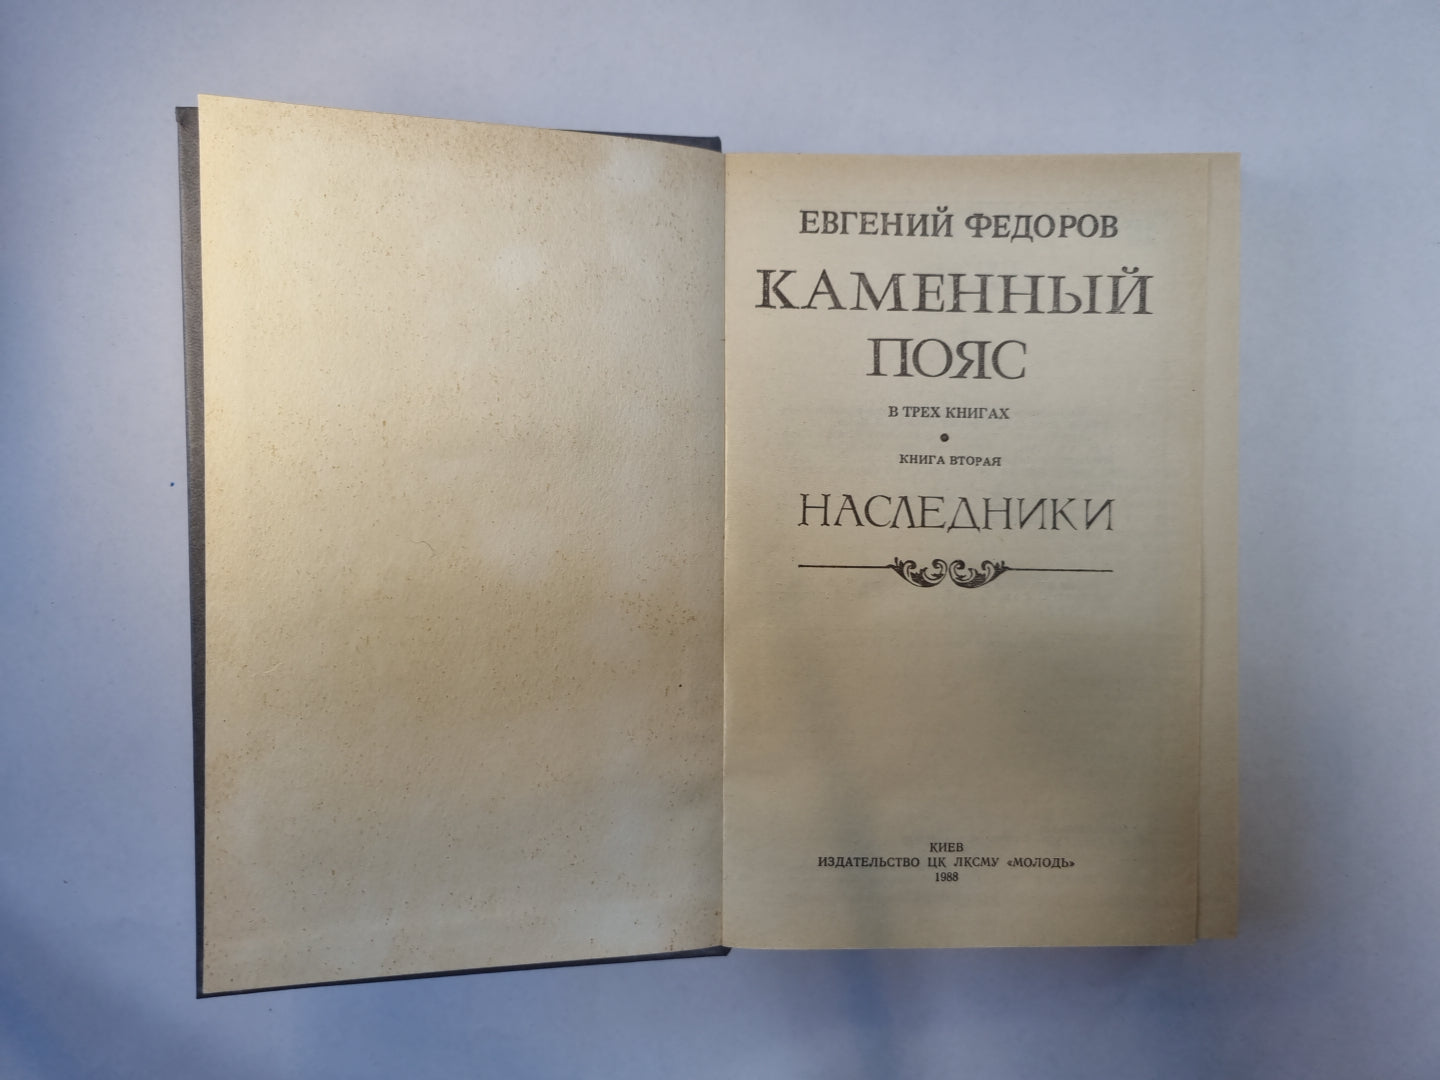 ЕВГЕНИЙ ФЕДОРОВ
КАМЕННЫЙ
ПОЯС
В ТРЕХ КНИГАХ
КНИГА ВТОРАЯ
НАСЛЕДНИКИ
КИЕВ
ИЗДАТЕЛЬСТВО ЦК ЛКСМУ «МОЛОДЬ»
1988